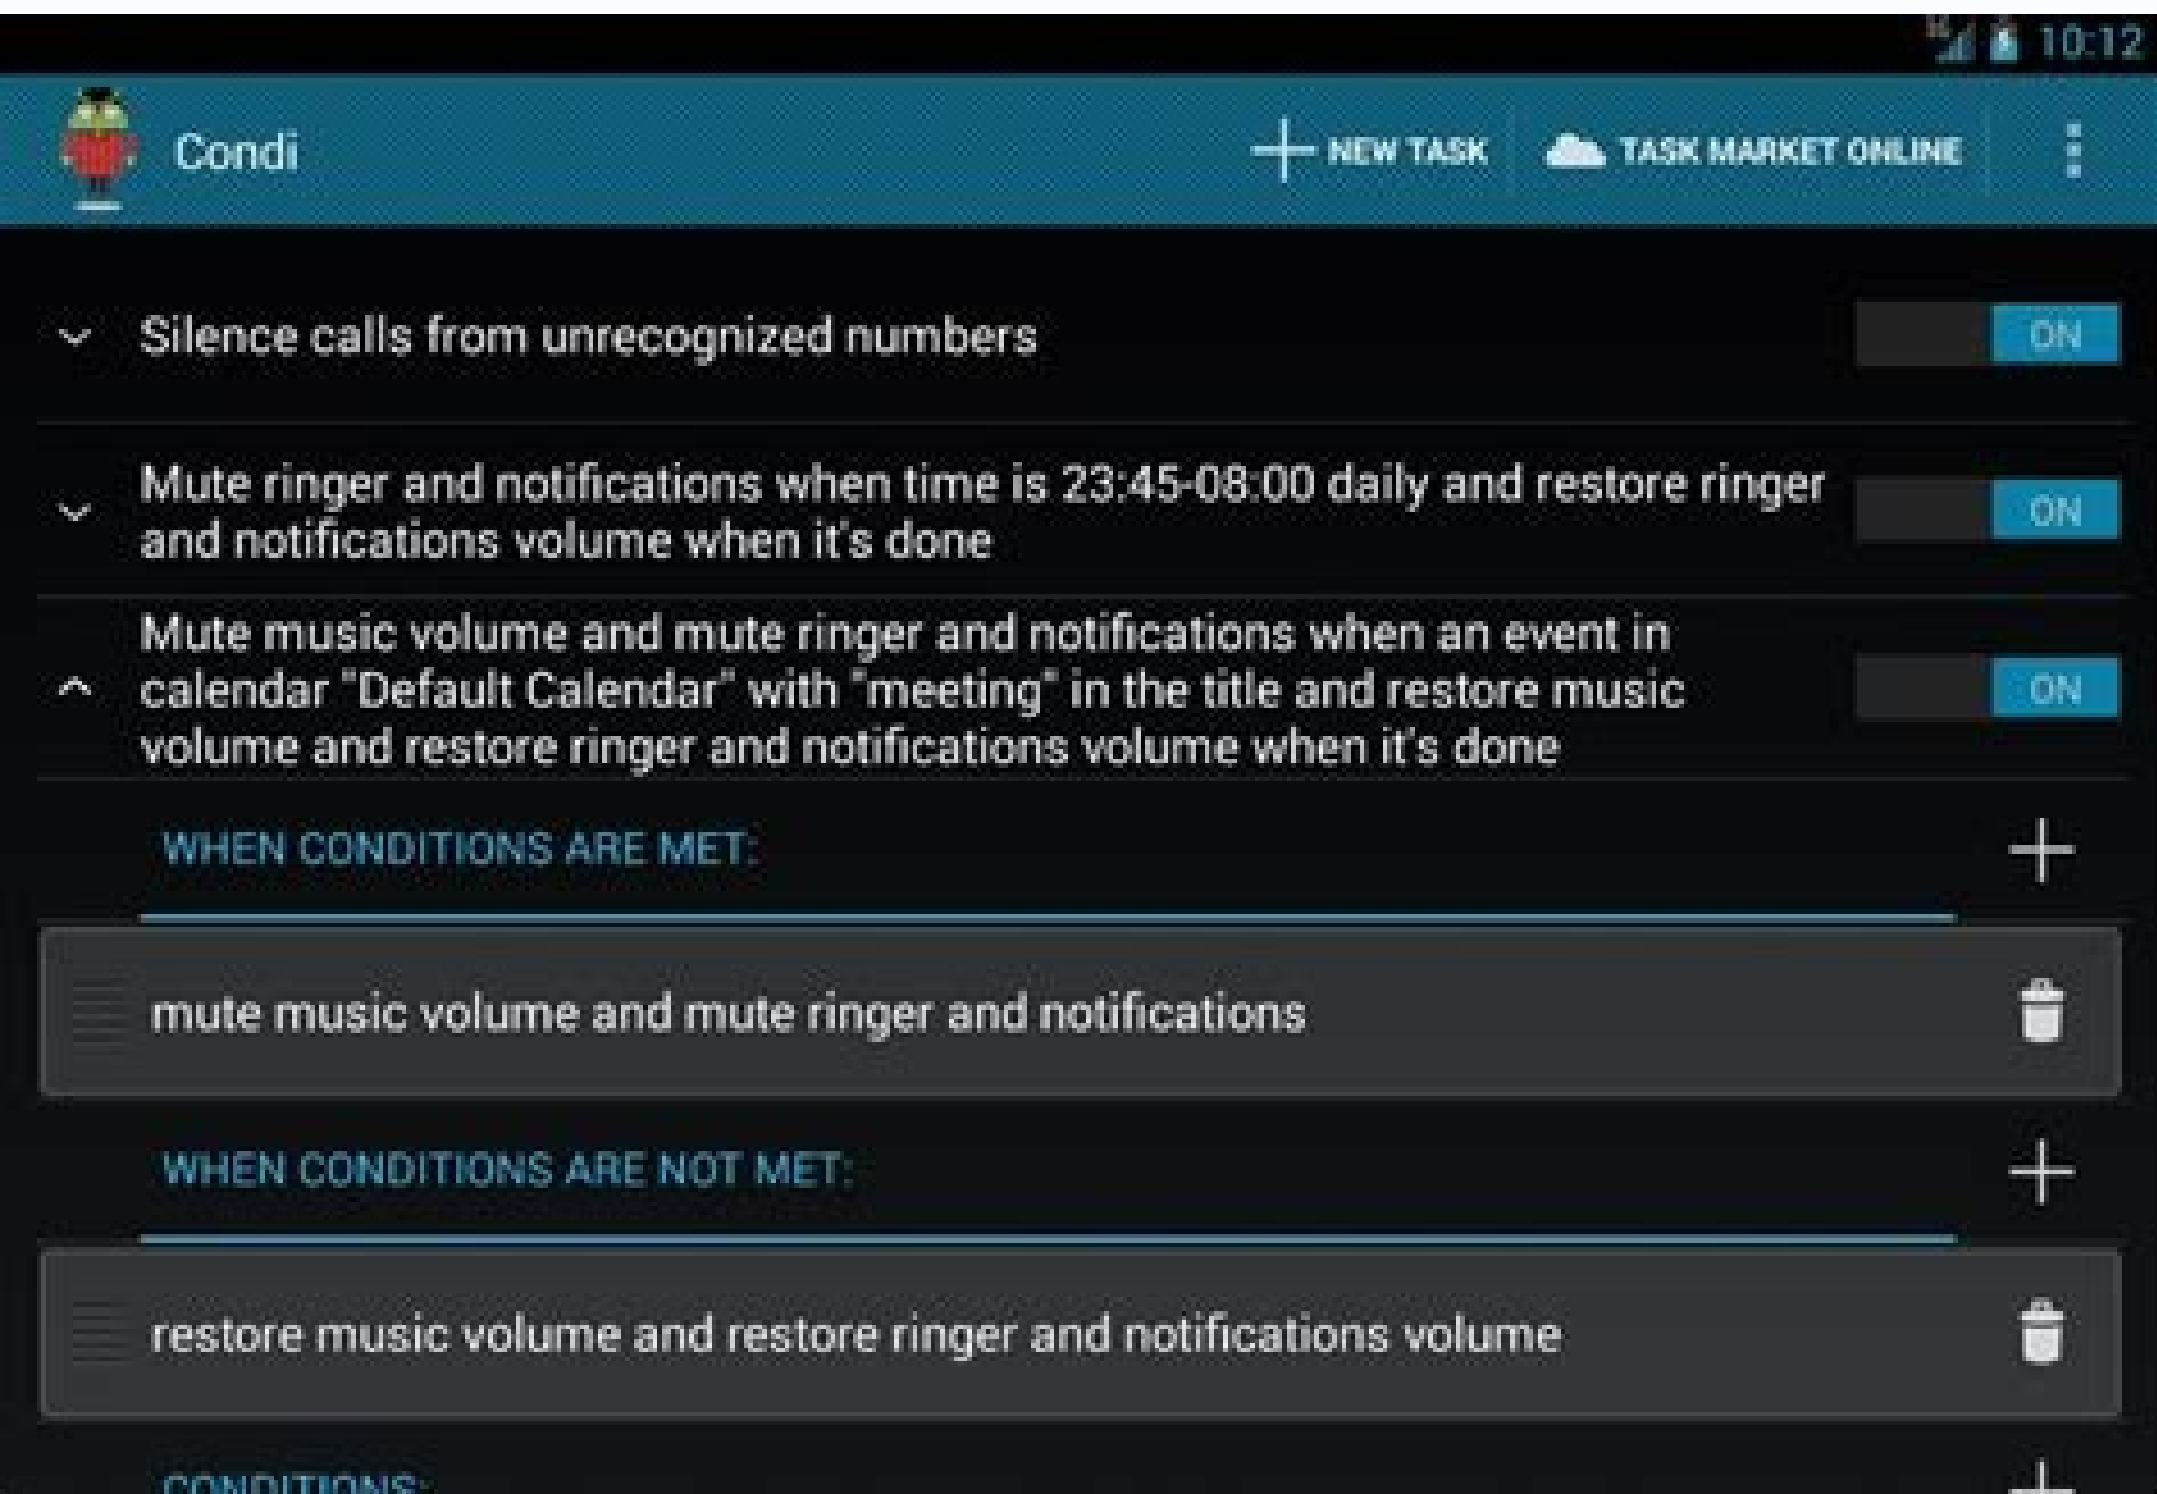 10:12
Condi
NEW TASK
TASK MARKET ONLINE
Silence calls from unrecognized numbers
ON
Mute ringer and notifications when time is 23:45-08:00 daily and restore ringer
and notifications volume when it's done
ON
Mute music volume and mute ringer and notifications when an event in
calendar "Default Calendar" with "meeting" in the title and restore music
volume and restore ringer and notifications volume when it's done
ON
WHEN CONDITIONS ARE MET:
mute music volume and mute ringer and notifications
WHEN CONDITIONS ARE NOT MET:
restore music volume and restore ringer and notifications volume
CONDITIONS: